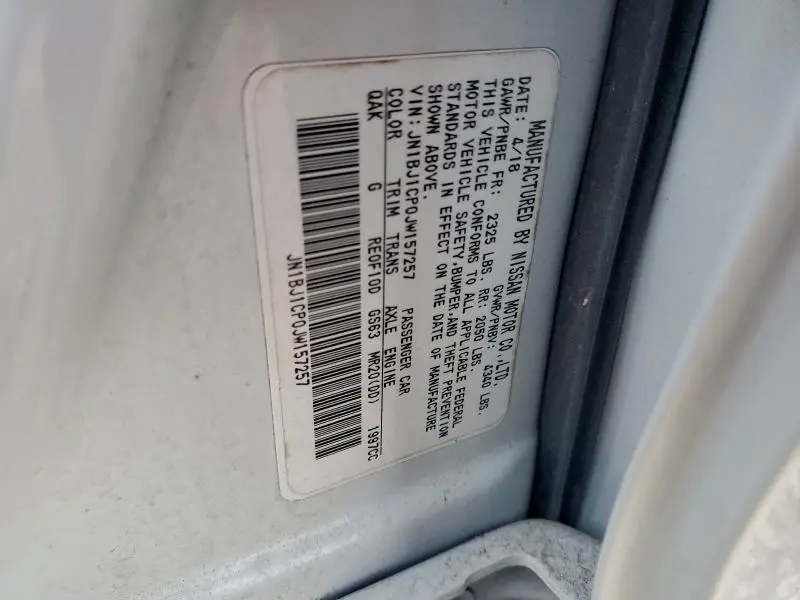 MANUFACTURED BY NISSAN MOTOR CO.,LTD.
DATE: 4/18 GVWR/PNBV: 4340 LBS.
GAWR/PNBE FR: 2325 LBS. RR: 2050 LBS.
THIS VEHICLE CONFORMS TO ALL APPLICABLE FEDERAL
MOTOR VEHICLE SAFETY,BUMPER,AND THEFT PREVENTION
STANDARDS IN EFFECT ON THE DATE OF MANUFACTURE
SHOWN ABOVE.
VIN: JN1BJ1CP0JW157257 PASSENGER CAR
COLOR TRIM TRANS AXLE ENGINE
QAK G RE0F10D GS63 MR20(DD) 1997CC
JN1BJ1CP0JW157257